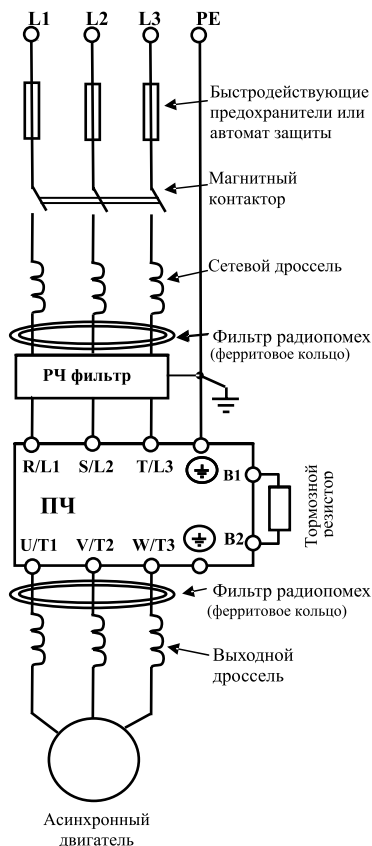 L1 L2 L3 PE
Быстродействующие
предохранители или
автомат защиты
Магнитный
контактор
Сетевой дроссель
Фильтр радиопомех
(ферритовое кольцо)
РЧ фильтр
R/L1 S/L2 T/L3
B1
ПЧ
Тормозной
резистор
U/T1 V/T2 W/T3
B2
Фильтр радиопомех
(ферритовое кольцо)
Выходной
дроссель
Асинхронный
двигатель